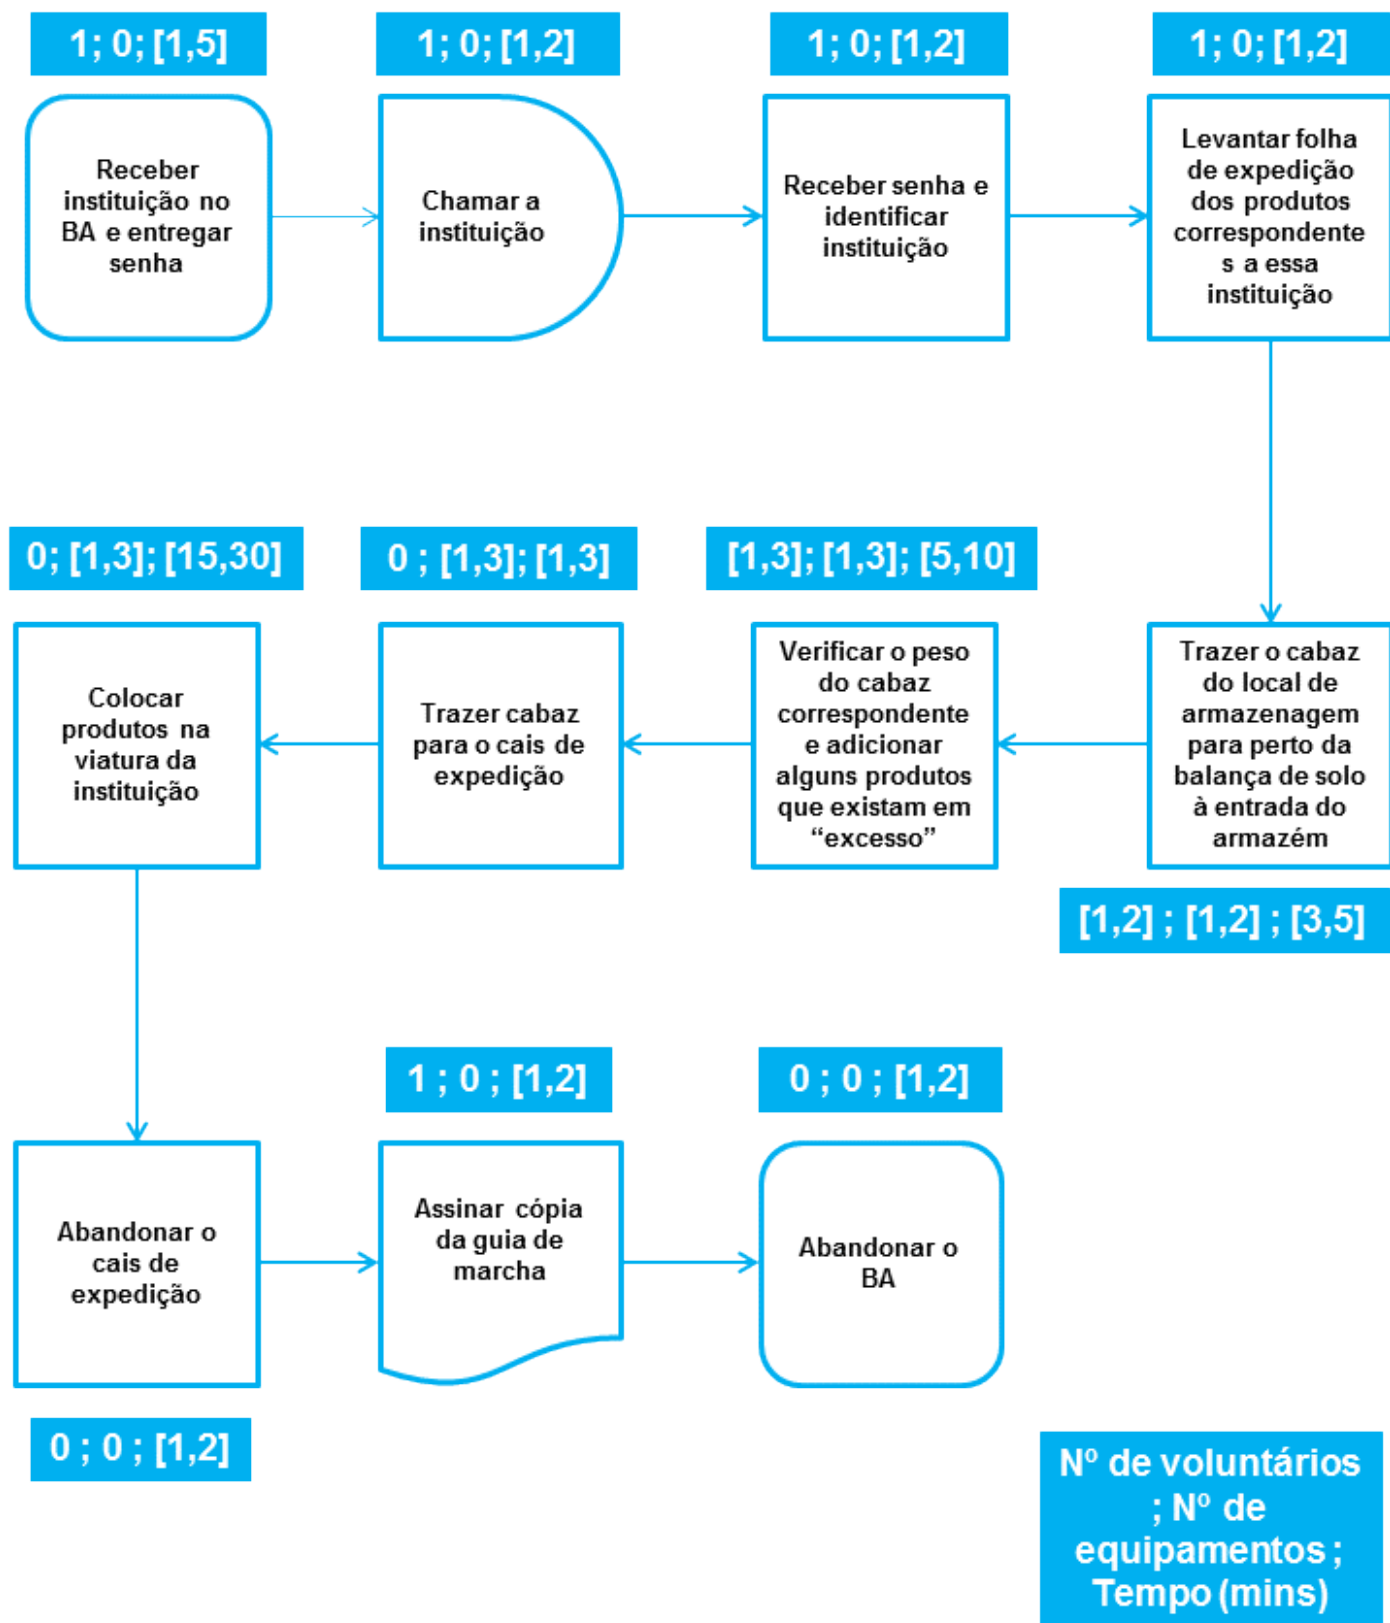 1; 0; [1,5]
Receber
instituição no
BA e entregar
senha
1; 0; [1,2]
Chamar a
instituição
1; 0; [1,2]
Receber senha e
identificar
instituição
1; 0; [1,2]
Levantar folha
de expedição
dos produtos
correspondente
s a essa
instituição
Trazer o cabaz
do local de
armazenagem
para perto da
balança de solo
à entrada do
armazém
[1,2] ; [1,2] ; [3,5]
[1,3]; [1,3]; [5,10]
Verificar o peso
do cabaz
correspondente
e adicionar
alguns produtos
que existam em
“excesso”
0 ; [1,3]; [1,3]
Trazer cabaz
para o cais de
expedição
0; [1,3]; [15,30]
Colocar
produtos na
viatura da
instituição
Abandonar o
cais de
expedição
0 ; 0 ; [1,2]
1 ; 0 ; [1,2]
Assinar cópia
da guia de
marcha
0 ; 0 ; [1,2]
Abandonar o
BA
Nº de voluntários
; Nº de
equipamentos ;
Tempo (mins)